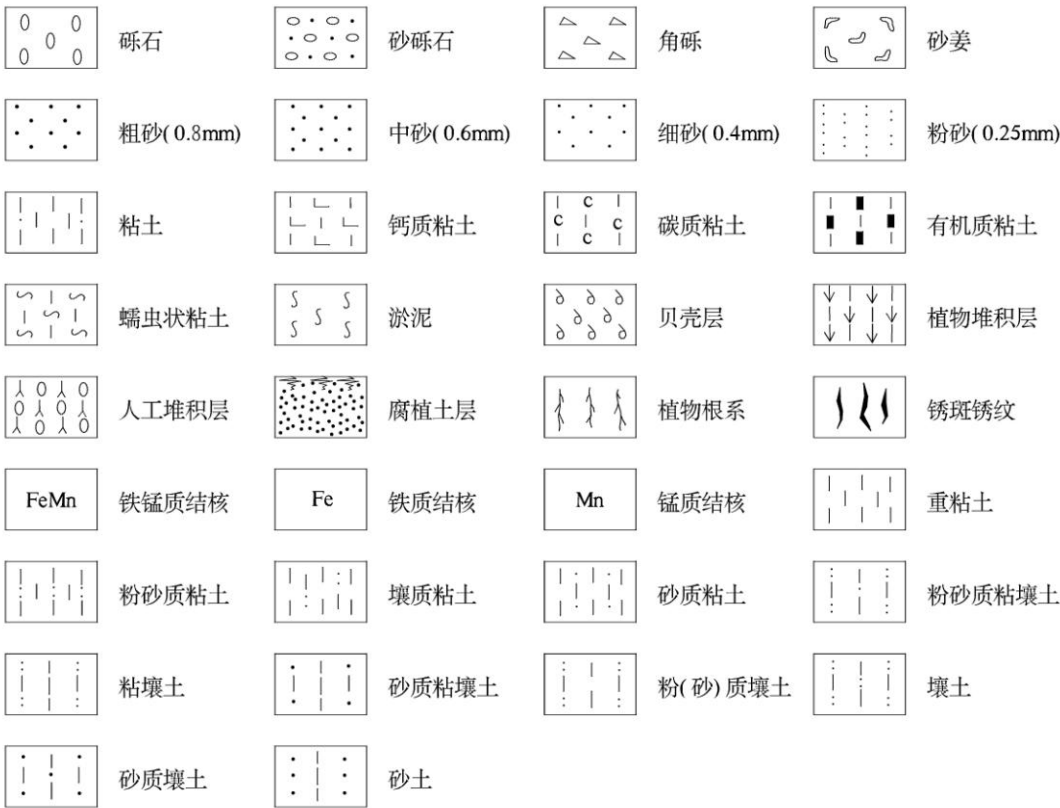 砾石
砂砾石
角砾
砂姜
粗砂(0.8mm)
中砂(0.6mm)
细砂(0.4mm)
粉砂(0.25mm)
粘土
钙质粘土
C
C
C
C
碳质粘土
有机质粘土
蠕虫状粘土
淤泥
贝壳层
植物堆积层
人工堆积层
腐植土层
植物根系
锈斑锈纹
FeMn
铁锰质结核
Fe
铁质结核
Mn
锰质结核
重粘土
粉砂质粘土
壤质粘土
砂质粘土
粉砂质粘壤土
粘壤土
砂质粘壤土
粉(砂)质壤土
壤土
砂质壤土
砂土